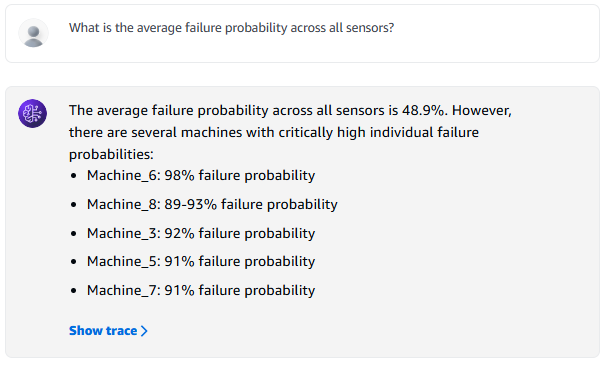 What is the average failure probability across all sensors?
The average failure probability across all sensors is 48.9%. However,
there are several machines with critically high individual failure
probabilities:
• Machine_6: 98% failure probability
• Machine_8: 89-93% failure probability
• Machine_3: 92% failure probability
• Machine_5: 91% failure probability
• Machine_7: 91% failure probability
Show trace